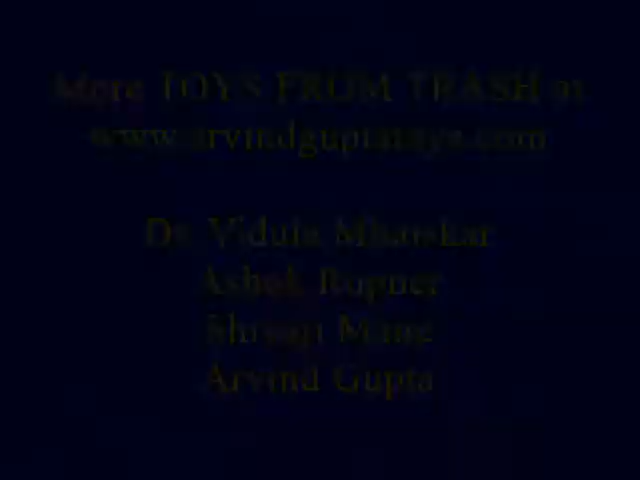 More TOYS FROM TRASH at
www.arvindguptatoys.com
Dr. Vidula Mhaiskar
Ashok Rupner
Shivaji Mane
Arvind Gupta